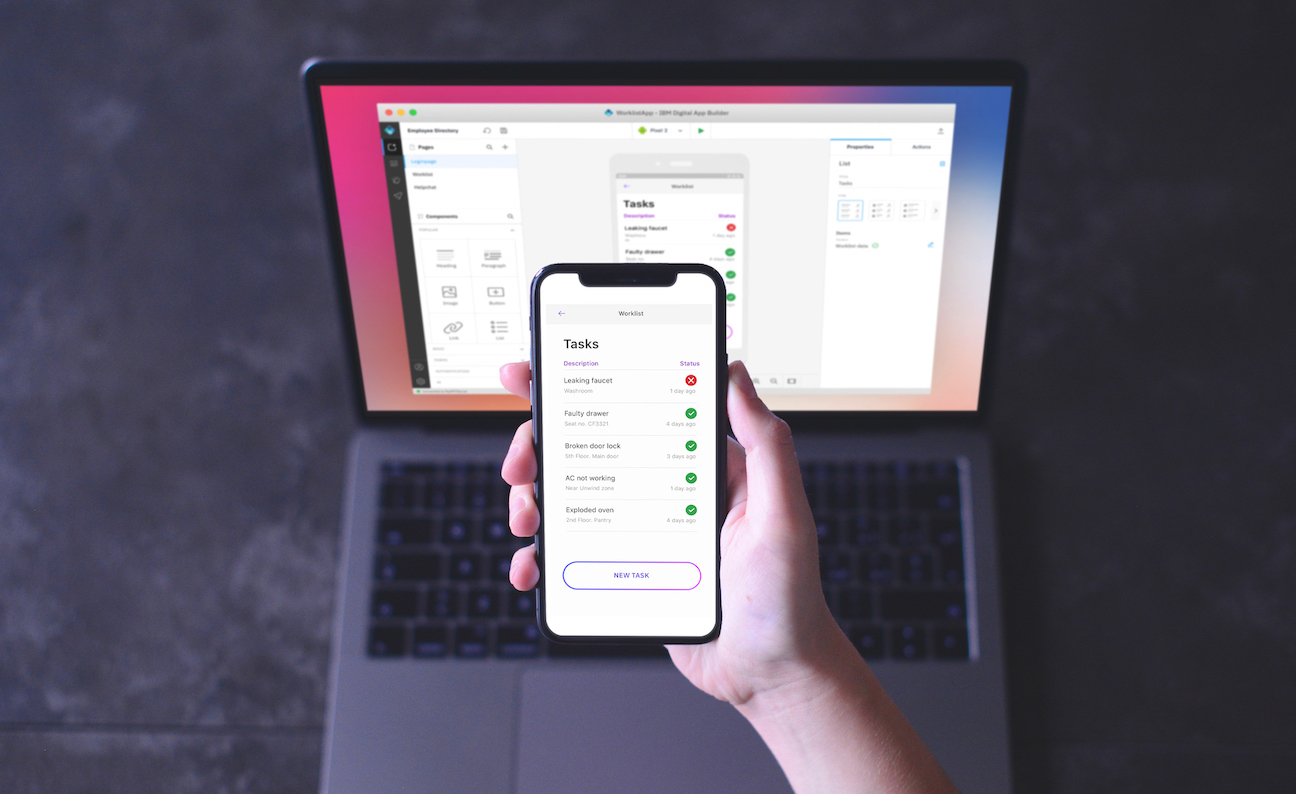 WorklistApp - IBM Digital App Builder
Employee Directory
Pixel 2
Pages
Loginpage
Worklist
Helpchat
Components
POPULAR
Heading
Paragraph
Image
Button
Link
List
Worklist
Tasks
Description Status
Leaking faucet
Washroom
1 day ago
Faulty drawer
Seat no.
4 days ago
Properties
Actions
List
Tasks
Worklist data
Worklist
Tasks
Description Status
Leaking faucet
Washroom 1 day ago
Faulty drawer
Seat no. CF3321 4 days ago
Broken door lock
5th Floor, Main door 3 days ago
AC not working
Near Unwind zone 1 day ago
Exploded oven
2nd Floor, Pantry 4 days ago
NEW TASK